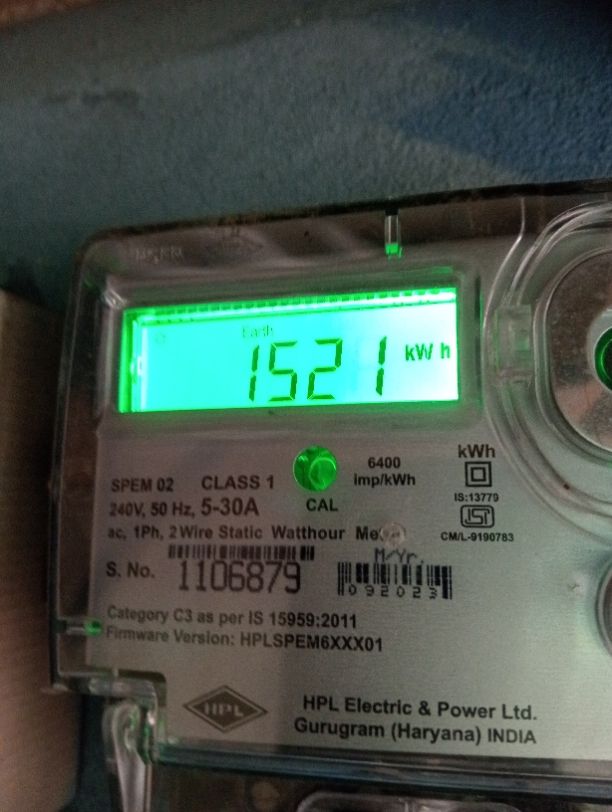 1521 kWh
SPEM 02 CLASS 1
240V, 50 Hz, 5-30A
CAL
6400
imp/kWh
kWh
IS:13779
ISI
CM/L-9190783
ac, 1Ph, 2 Wire Static Watthour
M/Yr.
S. No. 1106879
092023
Category C3 as per IS 15959:2011
Firmware Version: HPLSPEM6XXX01
HPL
HPL Electric & Power Ltd.
Gurugram (Haryana) INDIA